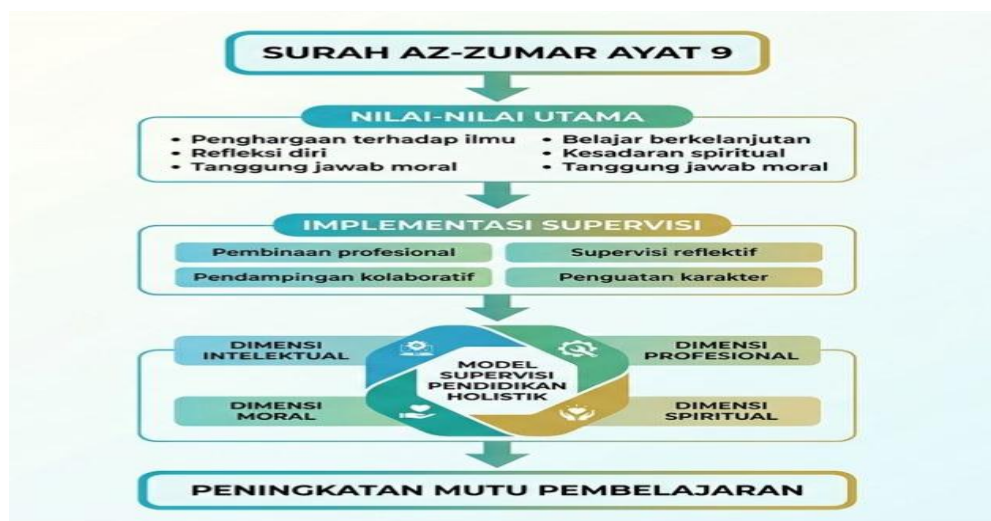 SURAH AZ-ZUMAR AYAT 9
NILAI-NILAI UTAMA
• Penghargaan terhadap ilmu
• Refleksi diri
• Tanggung jawab moral
• Belajar berkelanjutan
• Kesadaran spiritual
• Tanggung jawab moral
IMPLEMENTASI SUPERVISI
Pembinaan profesional
Supervisi reflektif
Pendampingan kolaboratif
Penguatan karakter
DIMENSI
INTELEKTUAL
DIMENSI
PROFESIONAL
MODEL
SUPERVISI
PENDIDIKAN
HOLISTIK
DIMENSI
MORAL
DIMENSI
SPIRITUAL
PENINGKATAN MUTU PEMBELAJARAN